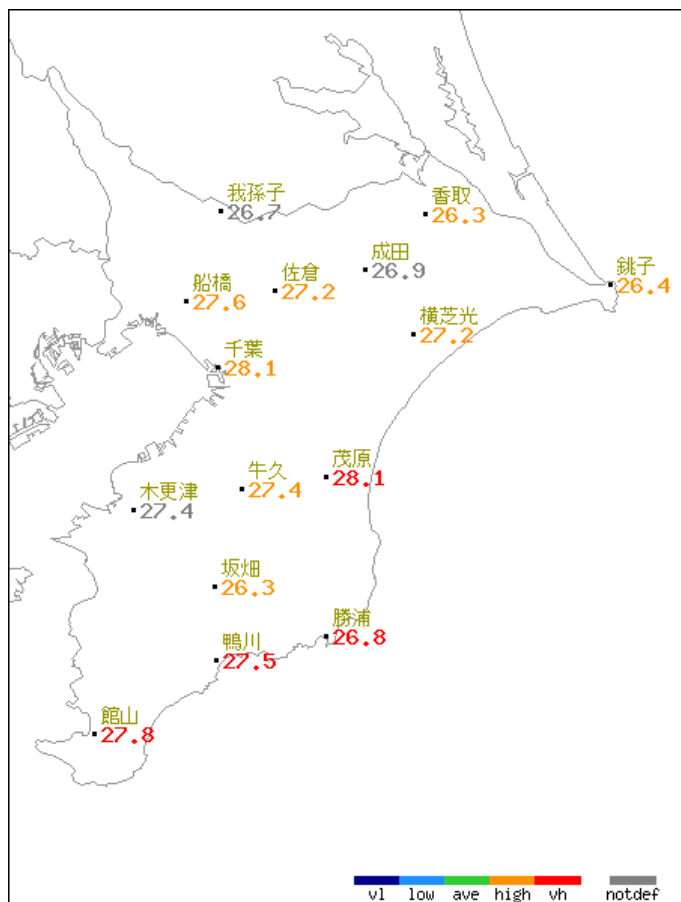 我孫子
26.7
香取
26.3
成田
26.9
銚子
26.4
佐倉
27.2
船橋
27.6
横芝光
27.2
千葉
28.1
茂原
28.1
牛久
27.4
木更津
27.4
坂畑
26.3
勝浦
26.8
鴨川
27.5
館山
27.8
vl low ave high vh notdef